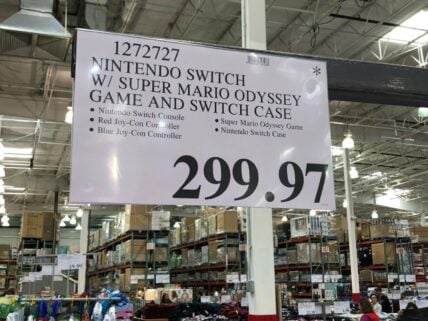 1272727
NINTENDO SWITCH
W/ SUPER MARIO ODYSSEY
GAME AND SWITCH CASE
• Nintendo Switch Console
• Red Joy-Con Controller
• Blue Joy-Con Controller
• Super Mario Odyssey Game
• Nintendo Switch Case
*
299.97